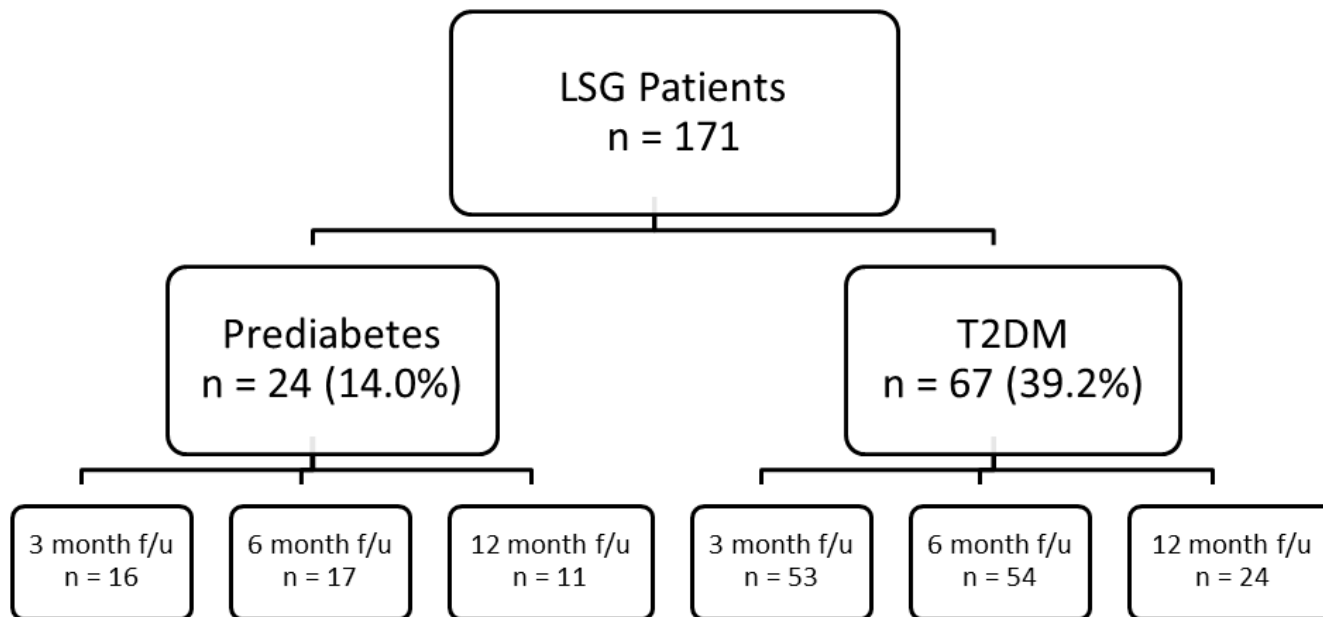 LSG Patients
n = 171
Prediabetes
n = 24 (14.0%)
T2DM
n = 67 (39.2%)
3 month f/u
n = 16
6 month f/u
n = 17
12 month f/u
n = 11
3 month f/u
n = 53
6 month f/u
n = 54
12 month f/u
n = 24